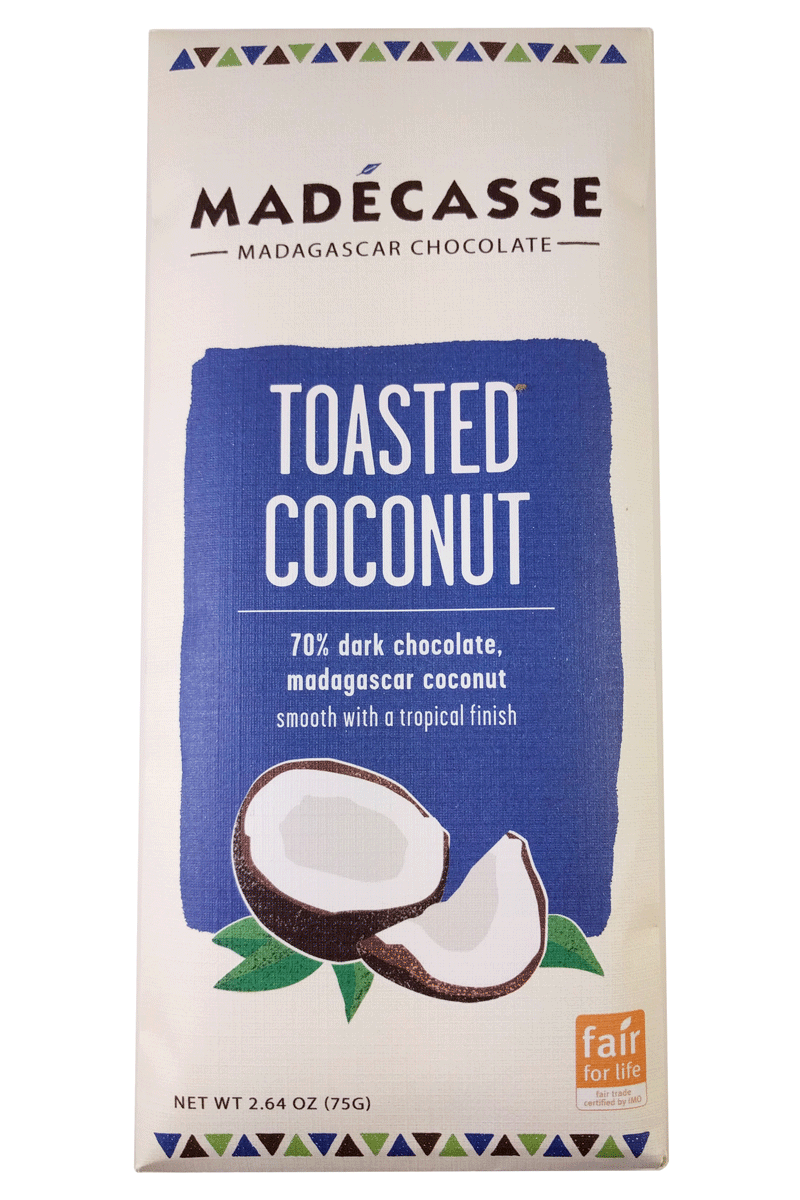 MADÉCASSE
MADAGASCAR CHOCOLATE
TOASTED
COCONUT
70% dark chocolate,
madagascar coconut
smooth with a tropical finish
fair
for life
fair trade
certified by IMO
NET WT 2.64 OZ (75G)